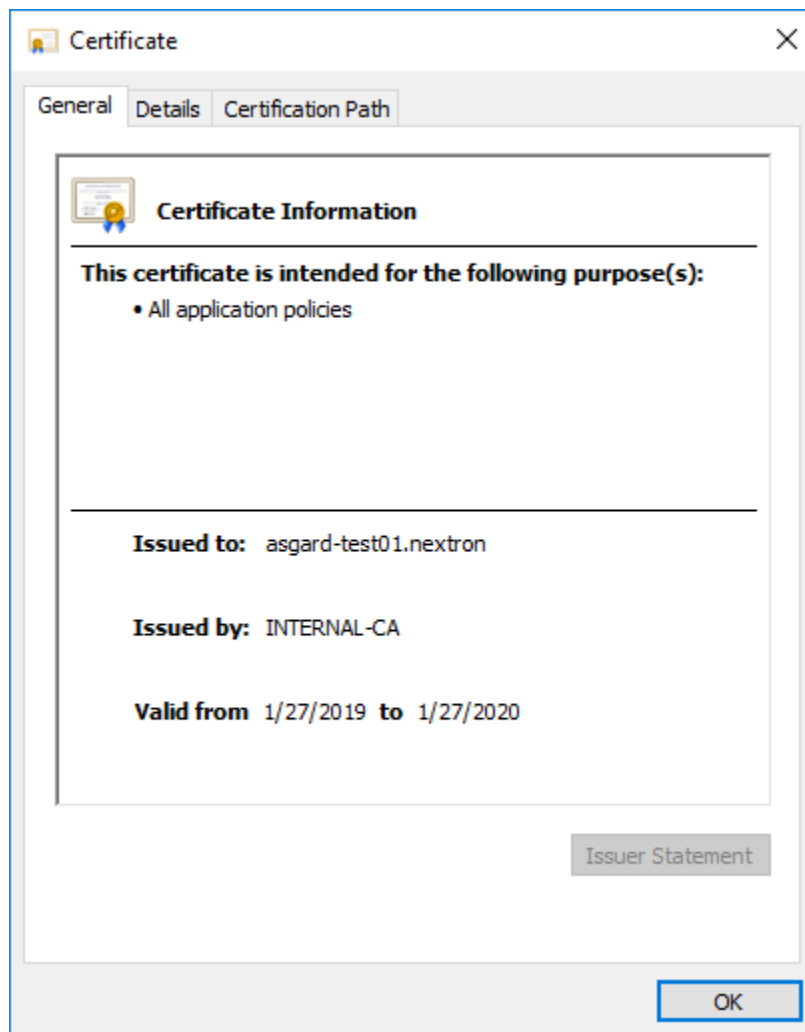 Certificate
General Details Certification Path
Certificate Information
This certificate is intended for the following purpose(s):
• All application policies
Issued to: asgard-test01.nextron
Issued by: INTERNAL-CA
Valid from 1/27/2019 to 1/27/2020
Issuer Statement
OK